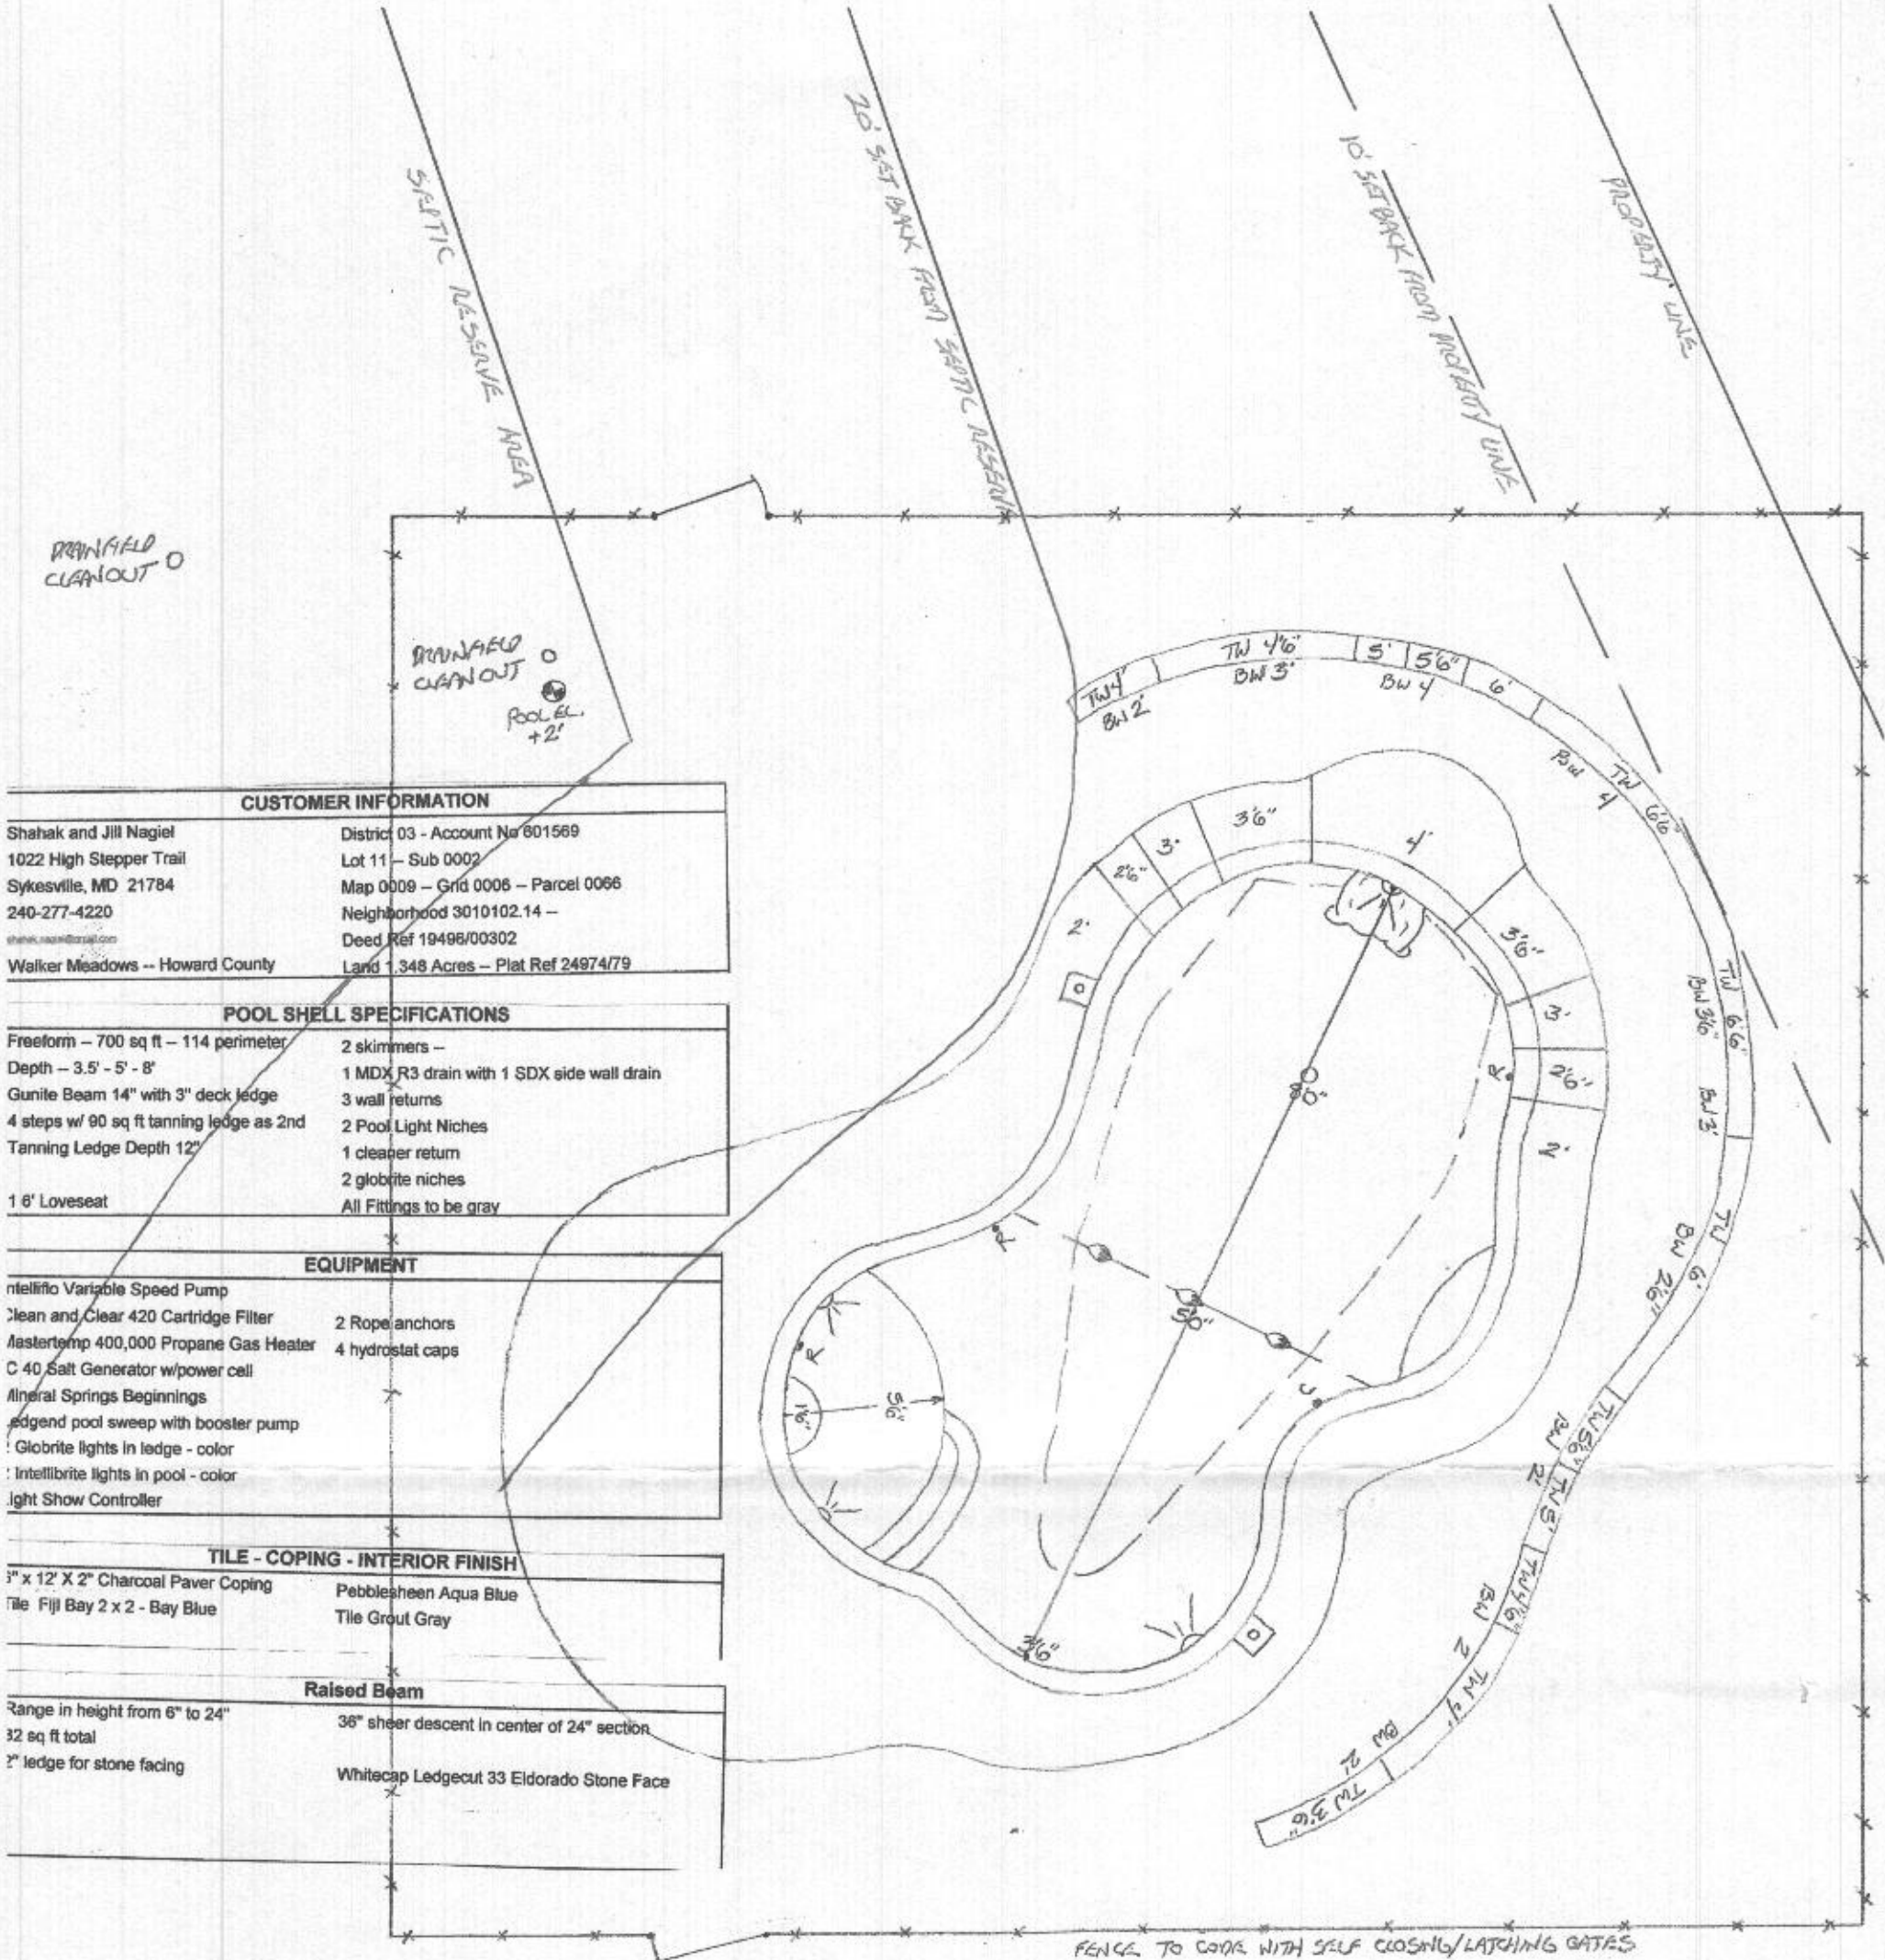 SEPTIC RESERVE AREA
20' SET BACK FROM SEPTIC RESERVE
10' SETBACK FROM PROPERTY LINE
PROPERTY LINE
DRAINFIELD
CLEANOUT
DRAINFIELD
CLEANOUT
POOL EL.
+2'
TW 4'
BW 2'
TW 4'6"
BW 3'
5'
5'6"
BW 4
6'
BW 4
TW 6'6"
TW 6'6"
BW 3'6"
BW 3'
TW 6'
BW 2'6"
TW 5'6"
BW 2'
TW 5'
TW 4'6"
BW 2
TW 4'
BW 2'
TW 3'6"
2'
2'6"
3'
3'6"
4'
3'6"
3'
2'6"
2'
R
8'0"
R
5'0"
R
1'6"
5'6"
3'6"
CUSTOMER INFORMATION
Shahak and Jill Nagiel District 03 - Account No 601569
1022 High Stepper Trail Lot 11 – Sub 0002
Sykesville, MD 21784 Map 0009 – Grid 0006 – Parcel 0066
240-277-4220 Neighborhood 3010102.14 –
Deed Ref 19496/00302
Walker Meadows -- Howard County Land 1.348 Acres – Plat Ref 24974/79
POOL SHELL SPECIFICATIONS
Freeform – 700 sq ft – 114 perimeter 2 skimmers –
Depth – 3.5' - 5' - 8' 1 MDX R3 drain with 1 SDX side wall drain
Gunite Beam 14" with 3" deck ledge 3 wall returns
4 steps w/ 90 sq ft tanning ledge as 2nd 2 Pool Light Niches
Tanning Ledge Depth 12" 1 cleaner return
2 globrite niches
1 6' Loveseat All Fittings to be gray
EQUIPMENT
ntelliflo Variable Speed Pump
Clean and Clear 420 Cartridge Filter 2 Rope anchors
Mastertemp 400,000 Propane Gas Heater 4 hydrostat caps
C 40 Salt Generator w/power cell
Mineral Springs Beginnings
edgend pool sweep with booster pump
Globrite lights in ledge - color
Intellibrite lights in pool - color
ight Show Controller
TILE - COPING - INTERIOR FINISH
" x 12' X 2" Charcoal Paver Coping Pebblesheen Aqua Blue
Tile Fiji Bay 2 x 2 - Bay Blue Tile Grout Gray
Raised Beam
Range in height from 6" to 24" 36" sheer descent in center of 24" section
32 sq ft total
2" ledge for stone facing Whitecap Ledgecut 33 Eldorado Stone Face
FENCE TO CODE WITH SELF CLOSING/LATCHING GATES